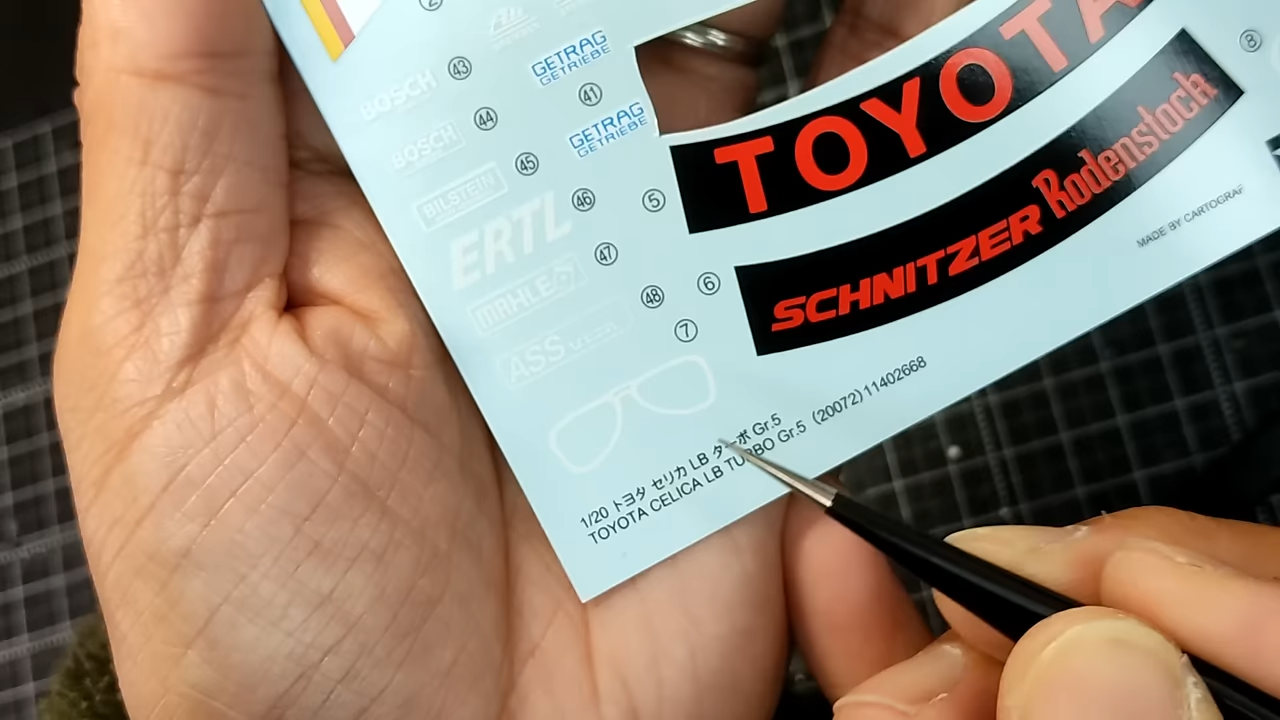 ②
BOSCH
㊸
GETRAG
GETRIEBE
㊶
BOSCH
㊹
GETRAG
GETRIEBE
BILSTEIN
㊺
ERTL
㊻
⑤
TOYOTA
⑧
MAHLE
㊼
ASS
㊽
⑥
SCHNITZER Rodenstock
⑦
MADE BY CARTOGRAF
1/20 トヨタ セリカ LB ターボ Gr.5
TOYOTA CELICA LB TURBO Gr.5 (20072) 11402668